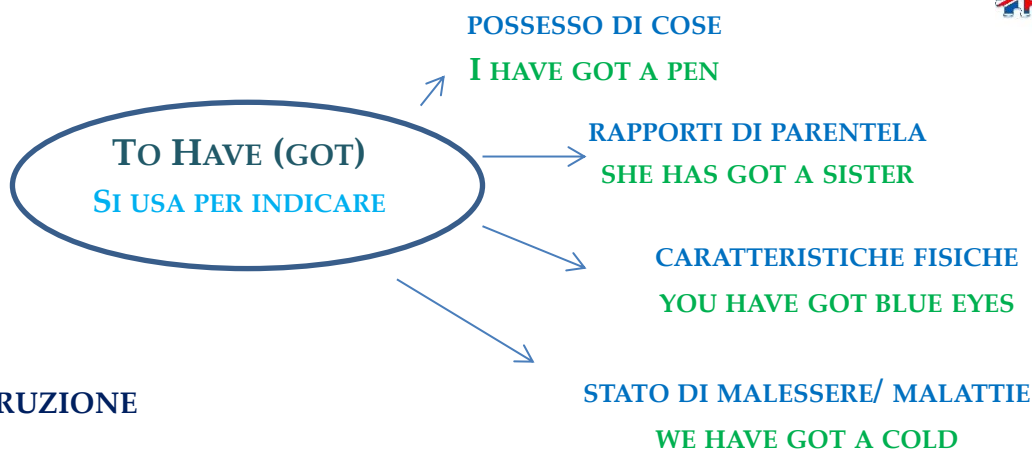 POSSESSO DI COSE
I HAVE GOT A PEN
TO HAVE (GOT)
SI USA PER INDICARE
RAPPORTI DI PARENTELA
SHE HAS GOT A SISTER
CARATTERISTICHE FISICHE
YOU HAVE GOT BLUE EYES
STATO DI MALESSERE/ MALATTIE
WE HAVE GOT A COLD
RUZIONE